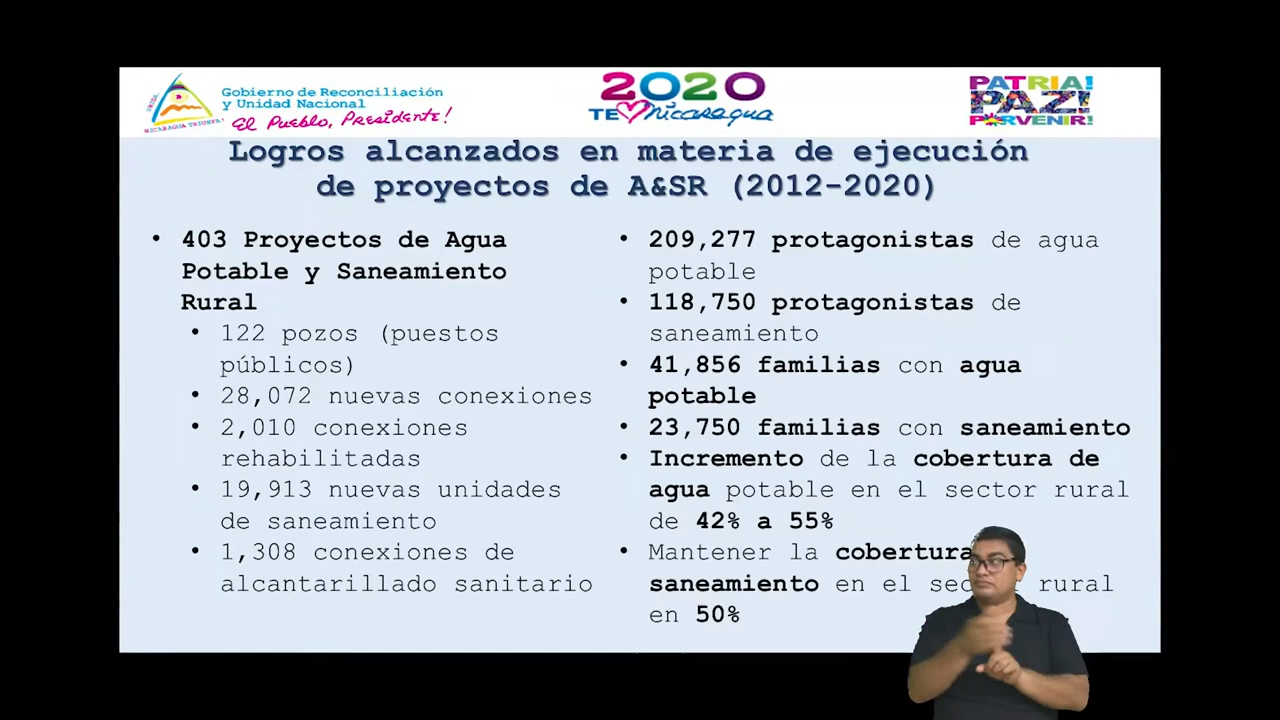 UNIDA,
NICARAGUA TRIUNFA!
Gobierno de Reconciliación
y Unidad Nacional
El Pueblo, Presidente!
2020
TE Nicaragua
PATRIA!
PAZ!
PORVENIR!
Logros alcanzados en materia de ejecución
de proyectos de A&SR (2012-2020)
• 403 Proyectos de Agua
Potable y Saneamiento
Rural
• 122 pozos (puestos
públicos)
• 28,072 nuevas conexiones
• 2,010 conexiones
rehabilitadas
• 19,913 nuevas unidades
de saneamiento
• 1,308 conexiones de
alcantarillado sanitario
• 209,277 protagonistas de agua
potable
• 118,750 protagonistas de
saneamiento
• 41,856 familias con agua
potable
• 23,750 familias con saneamiento
• Incremento de la cobertura de
agua potable en el sector rural
de 42% a 55%
• Mantener la cobertura
saneamiento en el sector rural
en 50%